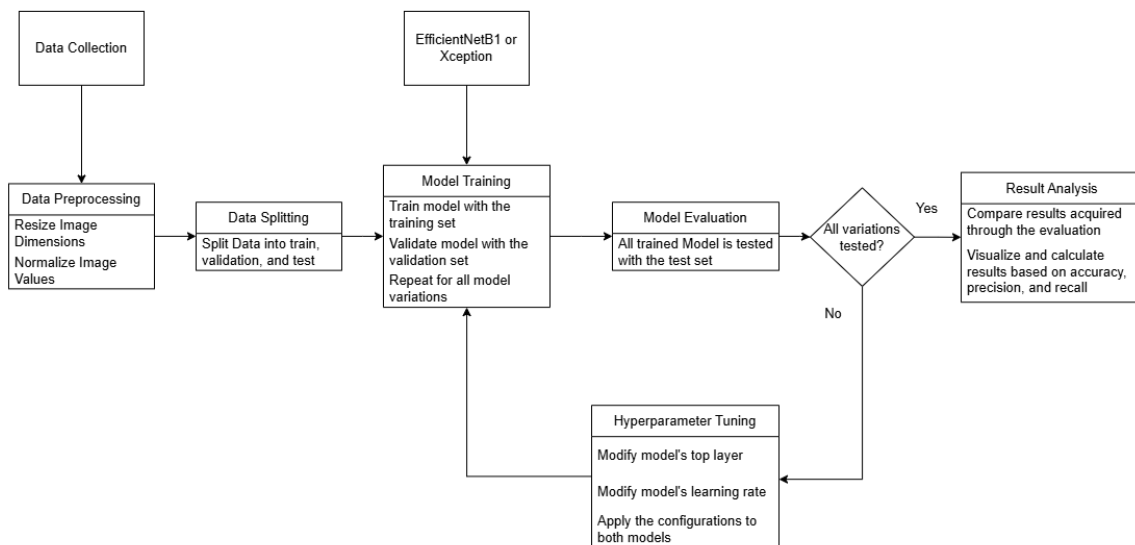 Data Collection
EfficientNetB1 or
Xception
Data Preprocessing
Resize Image
Dimensions
Normalize Image
Values
Data Splitting
Split Data into train,
validation, and test
Model Training
Train model with the
training set
Validate model with the
validation set
Repeat for all model
variations
Model Evaluation
All trained Model is tested
with the test set
All variations
tested?
Yes
No
Result Analysis
Compare results acquired
through the evaluation
Visualize and calculate
results based on accuracy,
precision, and recall
Hyperparameter Tuning
Modify model's top layer
Modify model's learning rate
Apply the configurations to
both models